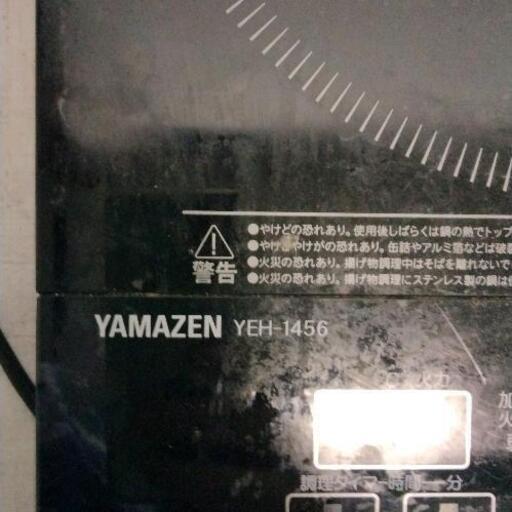 ●やけどの恐れあり。使用後しばらくは鍋の熱でトップ
●やけどやけがの恐れあり。缶詰やアルミ箔などは破裂
●火災の恐れあり。揚げ物調理中はそばを離れないで
●火災の恐れあり。揚げ物調理にステンレス製の鍋は使
警告
YAMAZEN YEH-1456
℃ 火力
加
火
調理タイマー時間 分